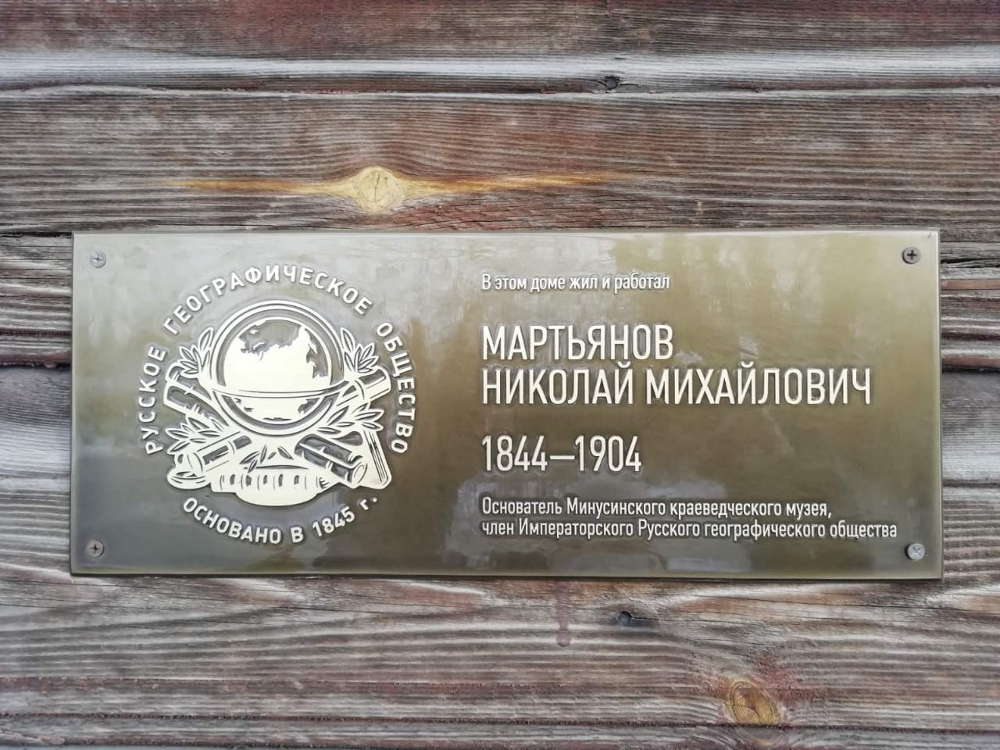 РУССКОЕ ГЕОГРАФИЧЕСКОЕ ОБЩЕСТВО
ОСНОВАНО В 1845 г.
В этом доме жил и работал
МАРТЬЯНОВ
НИКОЛАЙ МИХАЙЛОВИЧ
1844—1904
Основатель Минусинского краеведческого музея,
член Императорского Русского географического общества